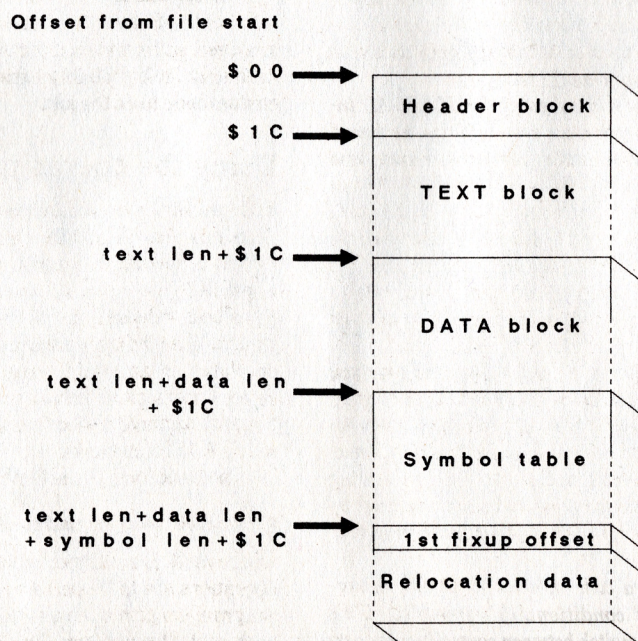 Offset from file start
$00
Header block
$1C
TEXT block
text len+$1C
DATA block
text len+data len
+ $1C
Symbol table
text len+data len
+symbol len+$1C
1st fixup offset
Relocation data